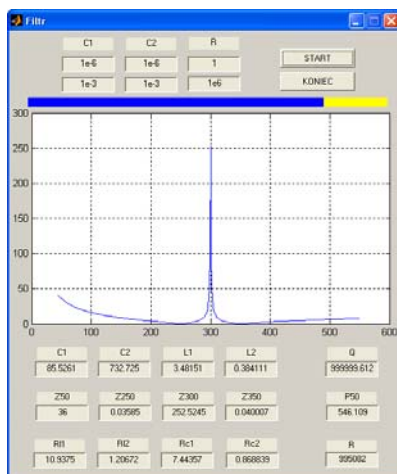 Filtr
C1 C2 R
1e-6 1e-6 1 START
1e-3 1e-3 1e6 KONIEC
300
250
200
150
100
50
0
0 100 200 300 400 500 600
C1 C2 L1 L2 Q
85.5261 732.725 3.48151 0.384111 999999.612
Z50 Z250 Z300 Z350 P50
36 0.03585 252.5245 0.040007 546.109
Rl1 Rl2 Rc1 Rc2 R
10.9375 1.20672 7.44357 0.868839 995082